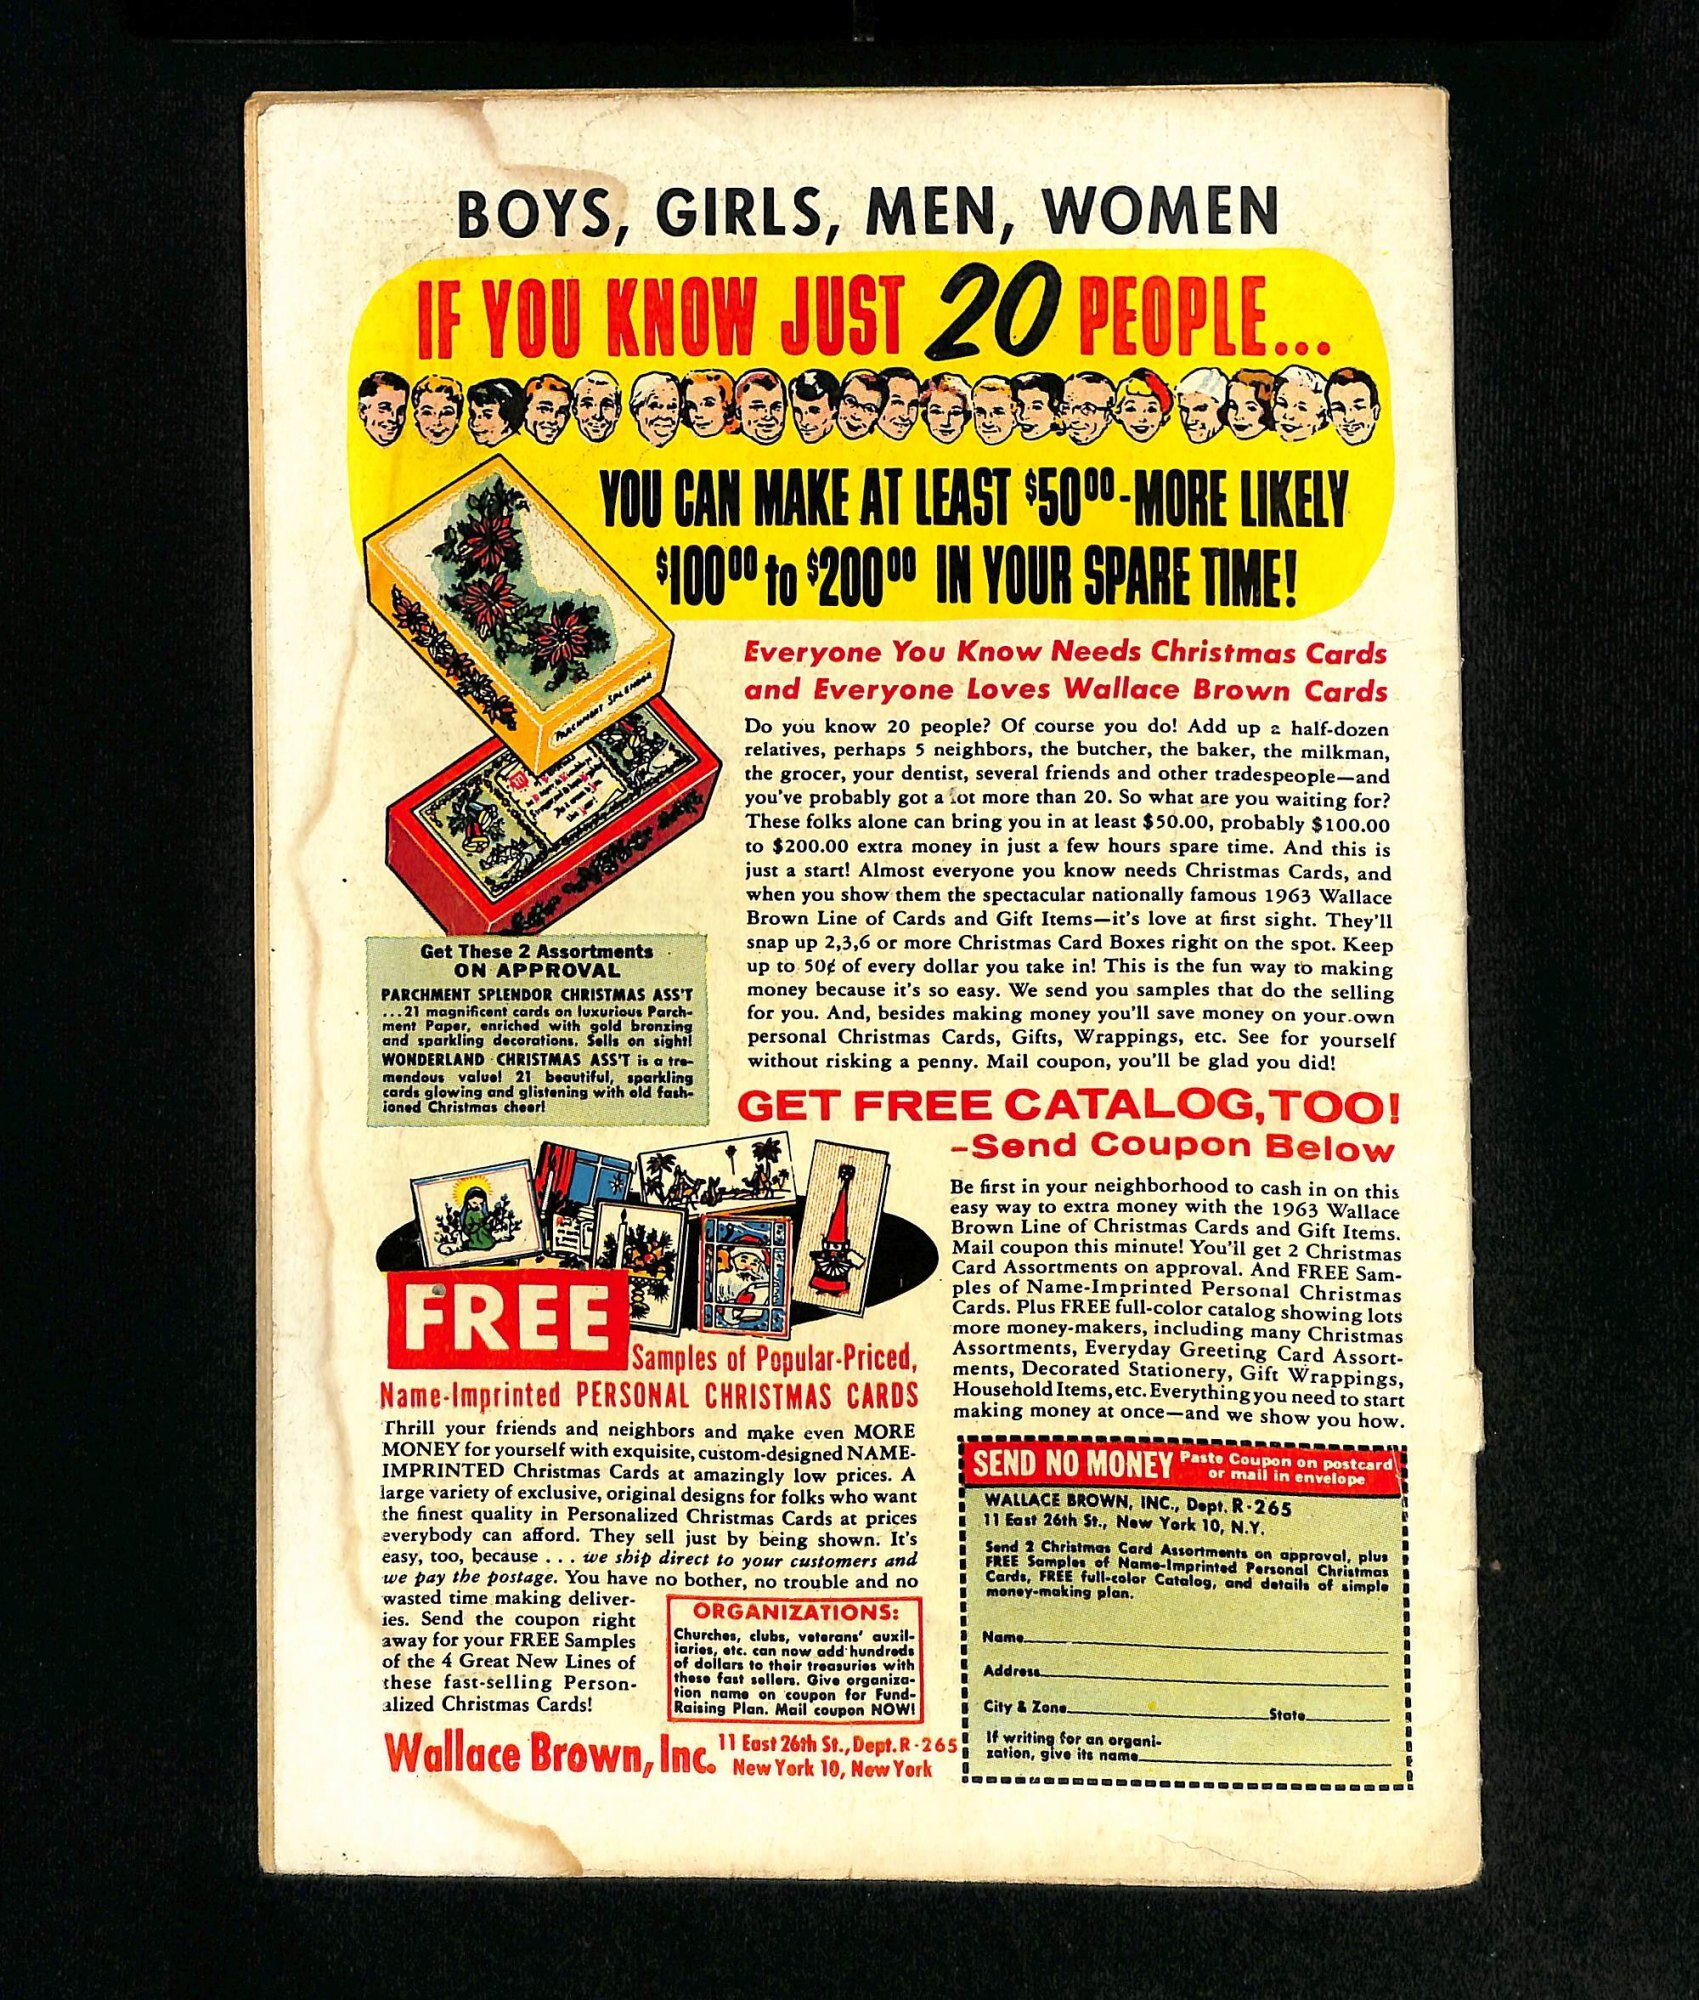 BOYS, GIRLS, MEN, WOMEN
IF YOU KNOW JUST 20 PEOPLE...
YOU CAN MAKE AT LEAST $50⁰⁰-MORE LIKELY
$100⁰⁰ to $200⁰⁰ IN YOUR SPARE TIME!
PARCHMENT SPLENDOR
Everyone You Know Needs Christmas Cards
and Everyone Loves Wallace Brown Cards
Do you know 20 people? Of course you do! Add up a half-dozen
relatives, perhaps 5 neighbors, the butcher, the baker, the milkman,
the grocer, your dentist, several friends and other tradespeople—and
you've probably got a lot more than 20. So what are you waiting for?
These folks alone can bring you in at least $50.00, probably $100.00
to $200.00 extra money in just a few hours spare time. And this is
just a start! Almost everyone you know needs Christmas Cards, and
when you show them the spectacular nationally famous 1963 Wallace
Brown Line of Cards and Gift Items—it's love at first sight. They'll
snap up 2,3,6 or more Christmas Card Boxes right on the spot. Keep
up to 50¢ of every dollar you take in! This is the fun way to making
money because it's so easy. We send you samples that do the selling
for you. And, besides making money you'll save money on your own
personal Christmas Cards, Gifts, Wrappings, etc. See for yourself
without risking a penny. Mail coupon, you'll be glad you did!
Get These 2 Assortments
ON APPROVAL
PARCHMENT SPLENDOR CHRISTMAS ASS'T
...21 magnificent cards on luxurious Parch-
ment Paper, enriched with gold bronzing
and sparkling decorations. Sells on sight!
WONDERLAND CHRISTMAS ASS'T is a tre-
mendous value! 21 beautiful, sparkling
cards glowing and glistening with old fash-
ioned Christmas cheer!
GET FREE CATALOG, TOO!
-Send Coupon Below
Be first in your neighborhood to cash in on this
easy way to extra money with the 1963 Wallace
Brown Line of Christmas Cards and Gift Items.
Mail coupon this minute! You'll get 2 Christmas
Card Assortments on approval. And FREE Sam-
ples of Name-Imprinted Personal Christmas
Cards. Plus FREE full-color catalog showing lots
more money-makers, including many Christmas
Assortments, Everyday Greeting Card Assort-
ments, Decorated Stationery, Gift Wrappings,
Household Items, etc. Everything you need to start
making money at once—and we show you how.
FREE
Samples of Popular-Priced,
Name-Imprinted PERSONAL CHRISTMAS CARDS
Thrill your friends and neighbors and make even MORE
MONEY for yourself with exquisite, custom-designed NAME-
IMPRINTED Christmas Cards at amazingly low prices. A
large variety of exclusive, original designs for folks who want
the finest quality in Personalized Christmas Cards at prices
everybody can afford. They sell just by being shown. It's
easy, too, because . . . we ship direct to your customers and
we pay the postage. You have no bother, no trouble and no
wasted time making deliver-
ies. Send the coupon right
away for your FREE Samples
of the 4 Great New Lines of
these fast-selling Person-
alized Christmas Cards!
ORGANIZATIONS:
Churches, clubs, veterans' auxil-
iaries, etc. can now add hundreds
of dollars to their treasuries with
these fast sellers. Give organiza-
tion name on coupon for Fund-
Raising Plan. Mail coupon NOW!
Wallace Brown, Inc. 11 East 26th St., Dept. R-265
New York 10, New York
SEND NO MONEY Paste Coupon on postcard
or mail in envelope
WALLACE BROWN, INC., Dept. R-265
11 East 26th St., New York 10, N.Y.
Send 2 Christmas Card Assortments on approval, plus
FREE Samples of Name-Imprinted Personal Christmas
Cards, FREE full-color Catalog, and details of simple
money-making plan.
Name
Address
City & Zone State
If writing for an organi-
zation, give its name